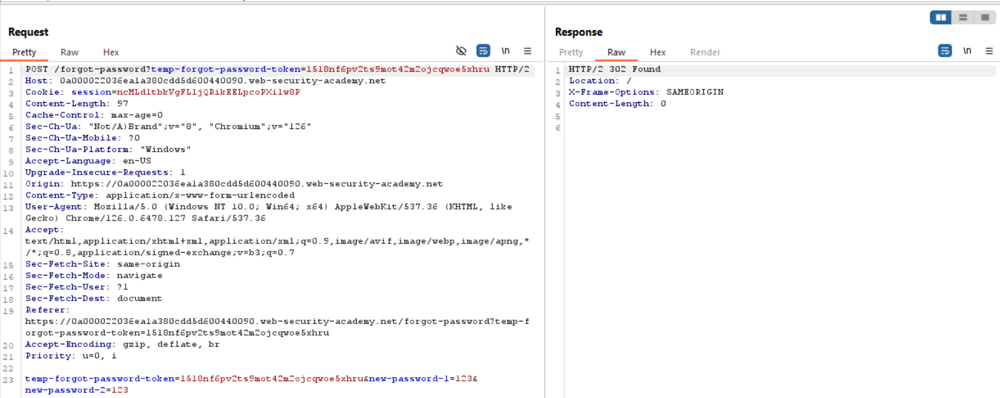 Request
Pretty Raw Hex
\n
1 POST /forgot-password?temp-forgot-password-token=1518nf6pv2ts9mot42m2ojcqwoe5xhru HTTP/2
2 Host: 0a000022036ea1a380cdd5d600440090.web-security-academy.net
3 Cookie: session=ncMLdltbkVgFLljQRikEELpcoPXilw8P
4 Content-Length: 97
5 Cache-Control: max-age=0
6 Sec-Ch-Ua: "Not/A)Brand";v="8", "Chromium";v="126"
7 Sec-Ch-Ua-Mobile: ?0
8 Sec-Ch-Ua-Platform: "Windows"
9 Accept-Language: en-US
10 Upgrade-Insecure-Requests: 1
11 Origin: https://0a000022036ea1a380cdd5d600440090.web-security-academy.net
12 Content-Type: application/x-www-form-urlencoded
13 User-Agent: Mozilla/5.0 (Windows NT 10.0; Win64; x64) AppleWebKit/537.36 (KHTML, like
Gecko) Chrome/126.0.6478.127 Safari/537.36
14 Accept:
text/html,application/xhtml+xml,application/xml;q=0.9,image/avif,image/webp,image/apng,*
/*;q=0.8,application/signed-exchange;v=b3;q=0.7
15 Sec-Fetch-Site: same-origin
16 Sec-Fetch-Mode: navigate
17 Sec-Fetch-User: ?1
18 Sec-Fetch-Dest: document
19 Referer:
https://0a000022036ea1a380cdd5d600440090.web-security-academy.net/forgot-password?temp-f
orgot-password-token=1518nf6pv2ts9mot42m2ojcqwoe5xhru
20 Accept-Encoding: gzip, deflate, br
21 Priority: u=0, i
22
23 temp-forgot-password-token=1518nf6pv2ts9mot42m2ojcqwoe5xhru&new-password-1=123&
new-password-2=123
Response
Pretty Raw Hex Render
\n
1 HTTP/2 302 Found
2 Location: /
3 X-Frame-Options: SAMEORIGIN
4 Content-Length: 0
5
6